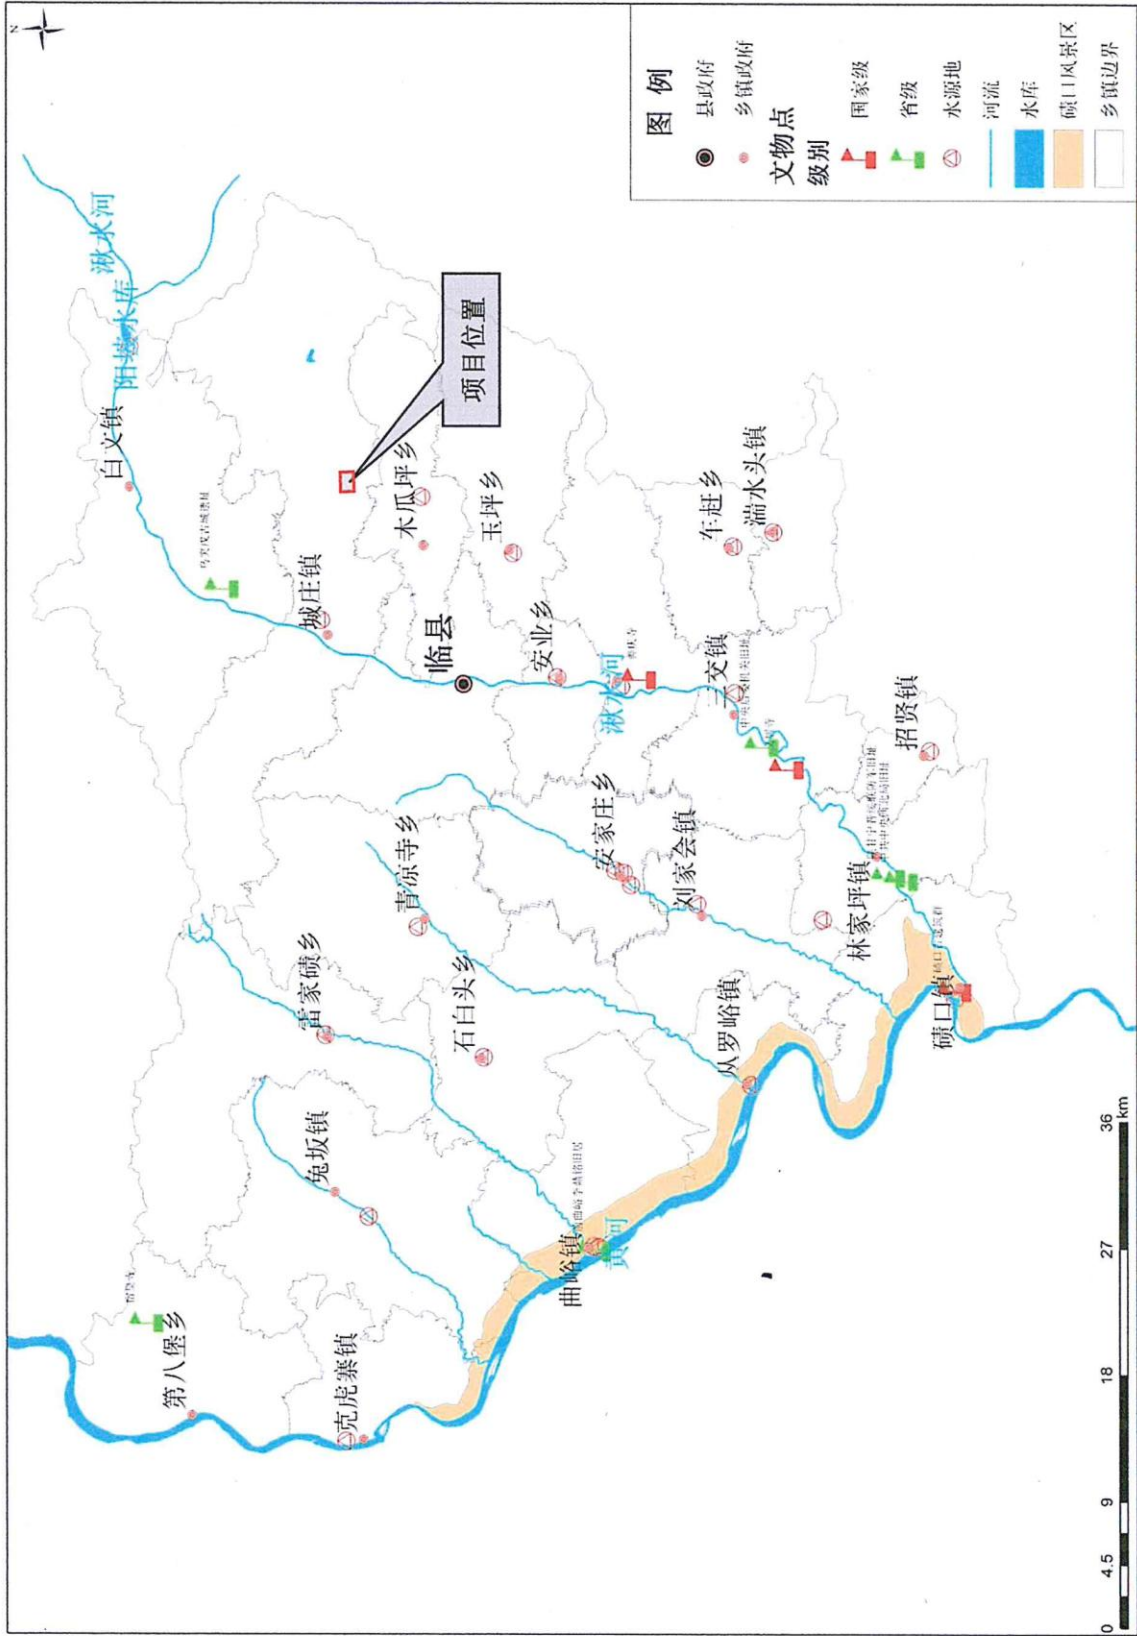 N
湫水河
阳坡水库
白文镇
城庄镇
项目位置
木瓜坪乡
临县
玉坪乡
安业乡
湫水河
善庆寺
车赶乡
湍水头镇
三交镇
招贤镇
安家庄乡
刘家会镇
林家坪镇
青凉寺乡
雷家碛乡
石白头乡
丛罗峪镇
碛口镇
兔坂镇
曲峪镇
黄河
第八堡乡
克虎寨镇
图 例
县政府
乡镇政府
文物点
级别
国家级
省级
水源地
河流
水库
碛口风景区
乡镇边界
0 4.5 9 18 27 36 km